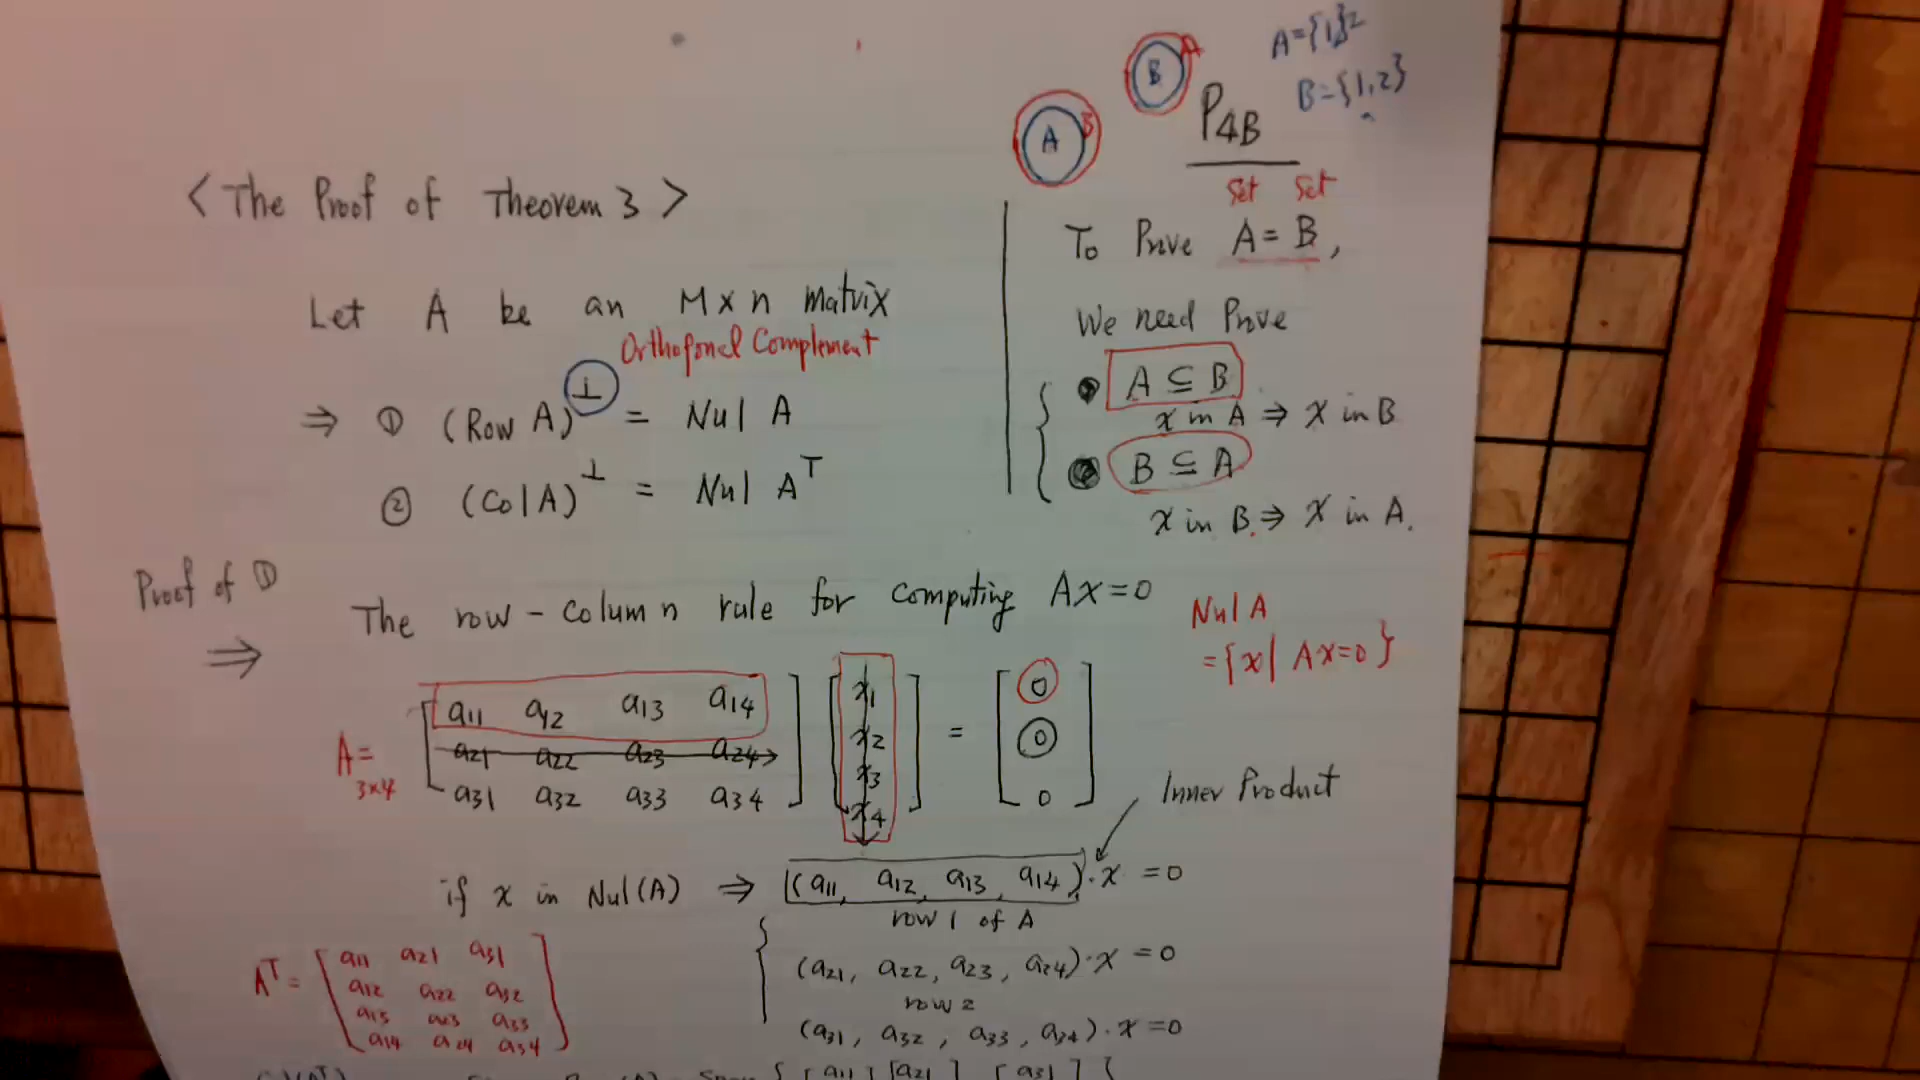 A={1}2
B={1,2}
B A
A B
P4B
<The Proof of Theorem 3>
Set Set
To Prove A = B,
Let A be an M x n matrix
We need Prove
Orthogonal Complement
A ⊆ B
x in A ⇒ x in B
⇒ ① (Row A)⊥ = Nul A
B ⊆ A
② (Col A)⊥ = Nul Aᵀ
x in B. ⇒ x in A.
Proof of ①
⇒ The row - column rule for computing Ax=0
Nul A
= {x| Ax=0}
A= 3x4
a11 a12 a13 a14
a21 a22 a23 a24
a31 a32 a33 a34
x1
x2
x3
x4
=
0
0
0
Inner Product
if x in Nul(A) ⇒ (a11, a12, a13, a14)·x = 0
row 1 of A
(a21, a22, a23, a24)·x = 0
row 2
(a31, a32, a33, a34)·x = 0
Aᵀ =
a11 a21 a31
a12 a22 a32
a13 a23 a33
a14 a24 a34
{ [a11] [a21] [a31] }